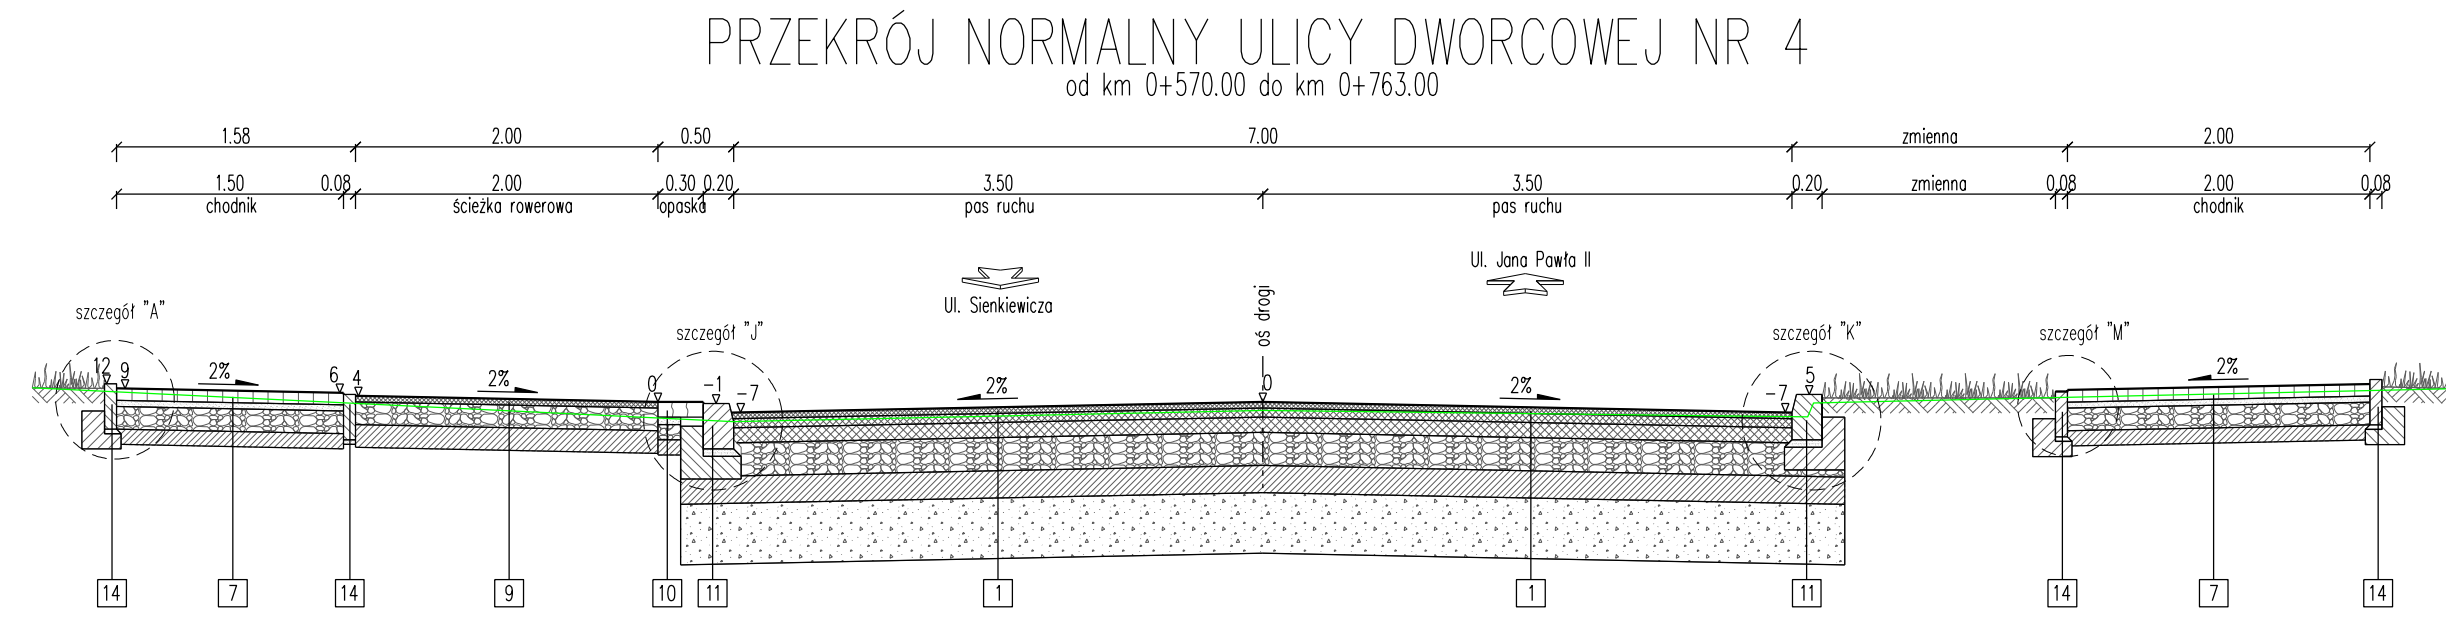 PRZEKRÓJ NORMALNY ULICY DWORCOWEJ NR 4
od km 0+570.00 do km 0+763.00
1.58 2.00 0.50 7.00 zmienna 2.00
1.50 0.08 2.00 0.30 0.20 3.50 3.50 0.20 zmienna 0.08 2.00 0.08
chodnik ścieżka rowerowa opaska pas ruchu pas ruchu chodnik
Ul. Jana Pawła II
Ul. Sienkiewicza
oś drogi
szczegół "A" szczegół "J" szczegół "K" szczegół "M"
12 9 2% 6 4 2% 0 -1 -7 2% 0 2% -7 5 2%
14 7 14 9 10 11 1 1 11 14 7 14